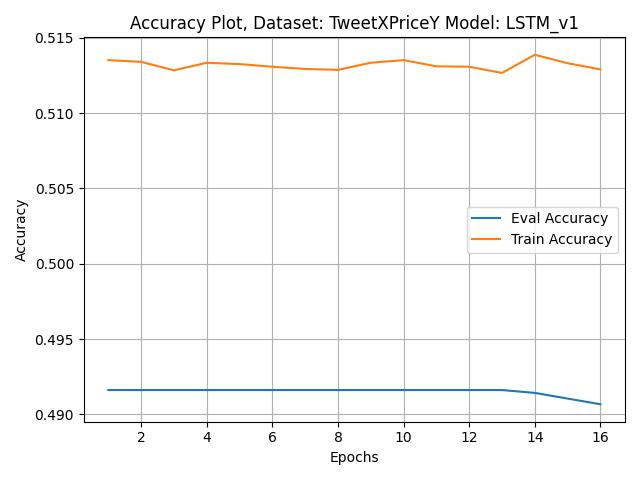 Accuracy Plot, Dataset: TweetXPriceY Model: LSTM_v1
0.515
0.510
0.505
0.500
0.495
0.490
Accuracy
Eval Accuracy
Train Accuracy
2 4 6 8 10 12 14 16
Epochs